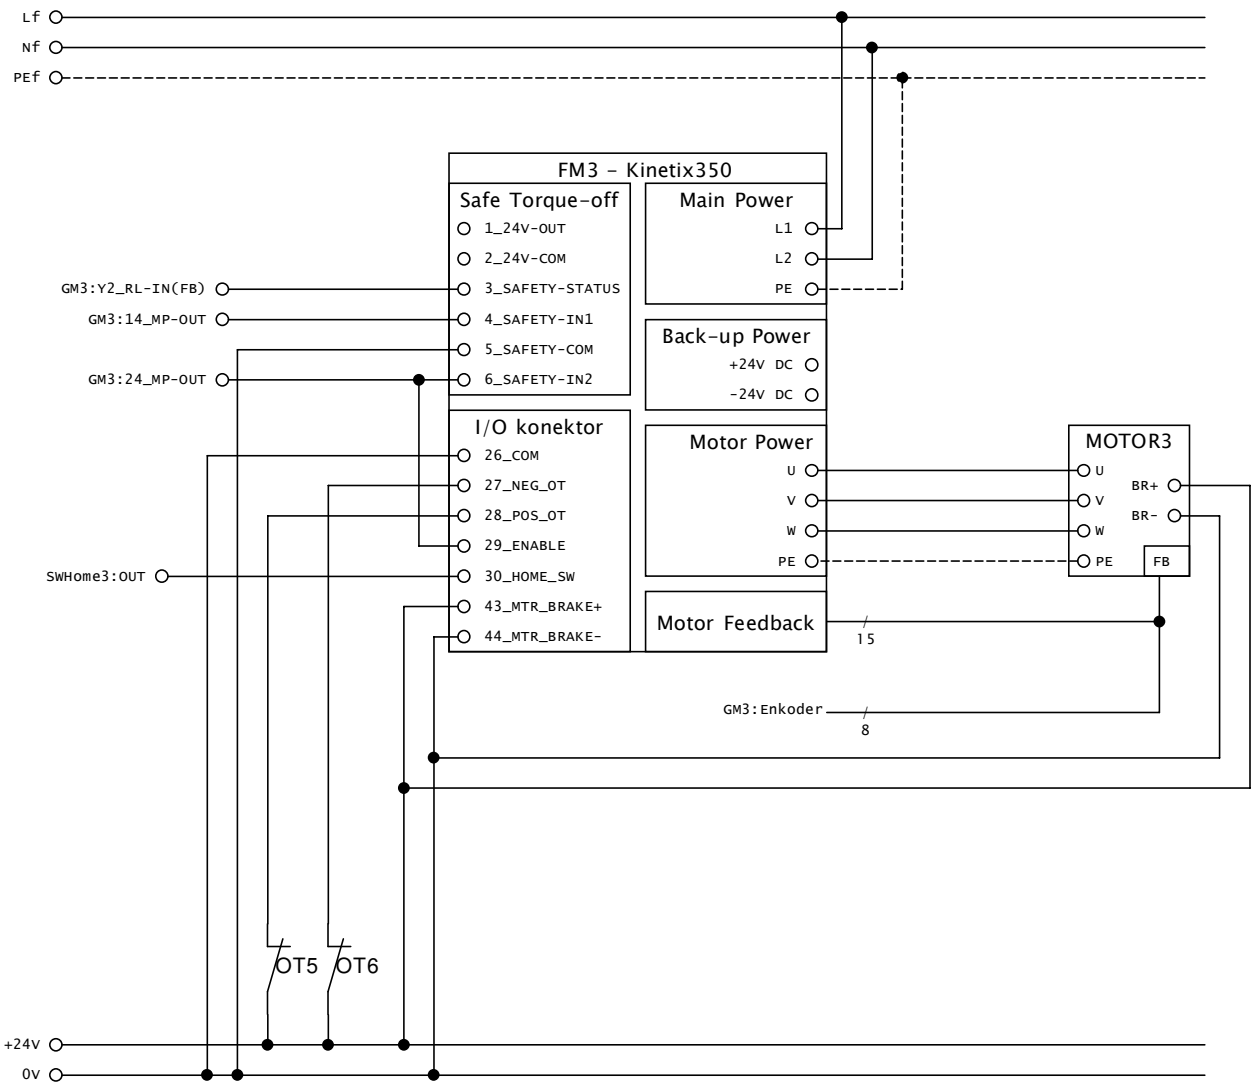 Lf
Nf
PEf
FM3 – Kinetix350
Safe Torque–off
1_24V-OUT
2_24V-COM
3_SAFETY-STATUS
4_SAFETY-IN1
5_SAFETY-COM
6_SAFETY-IN2
GM3:Y2_RL-IN(FB)
GM3:14_MP-OUT
GM3:24_MP-OUT
Main Power
L1
L2
PE
Back–up Power
+24V DC
-24V DC
I/O konektor
26_COM
27_NEG_OT
28_POS_OT
29_ENABLE
30_HOME_SW
43_MTR_BRAKE+
44_MTR_BRAKE-
SWHome3:OUT
Motor Power
U
V
W
PE
MOTOR3
U
V
W
PE
BR+
BR-
FB
Motor Feedback
15
GM3:Enkoder
8
OT5
OT6
+24V
0V